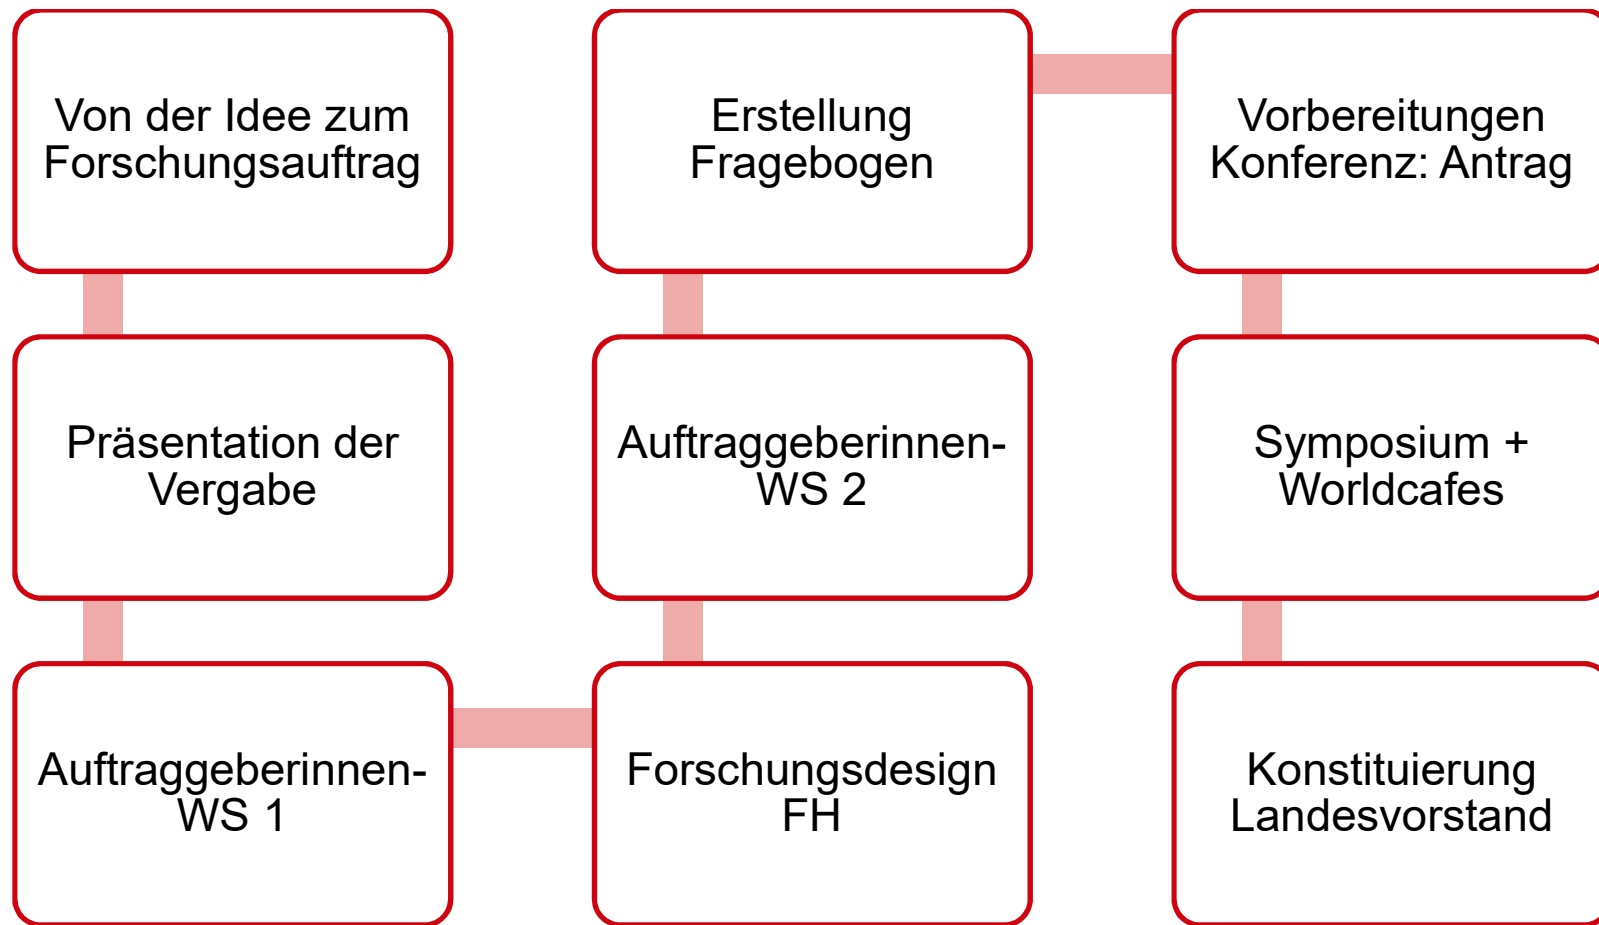 Von der Idee zum
Forschungsauftrag
Präsentation der
Vergabe
Auftraggeberinnen-
WS 1
Forschungsdesign
FH
Auftraggeberinnen-
WS 2
Erstellung
Fragebogen
Vorbereitungen
Konferenz: Antrag
Symposium +
Worldcafes
Konstituierung
Landesvorstand